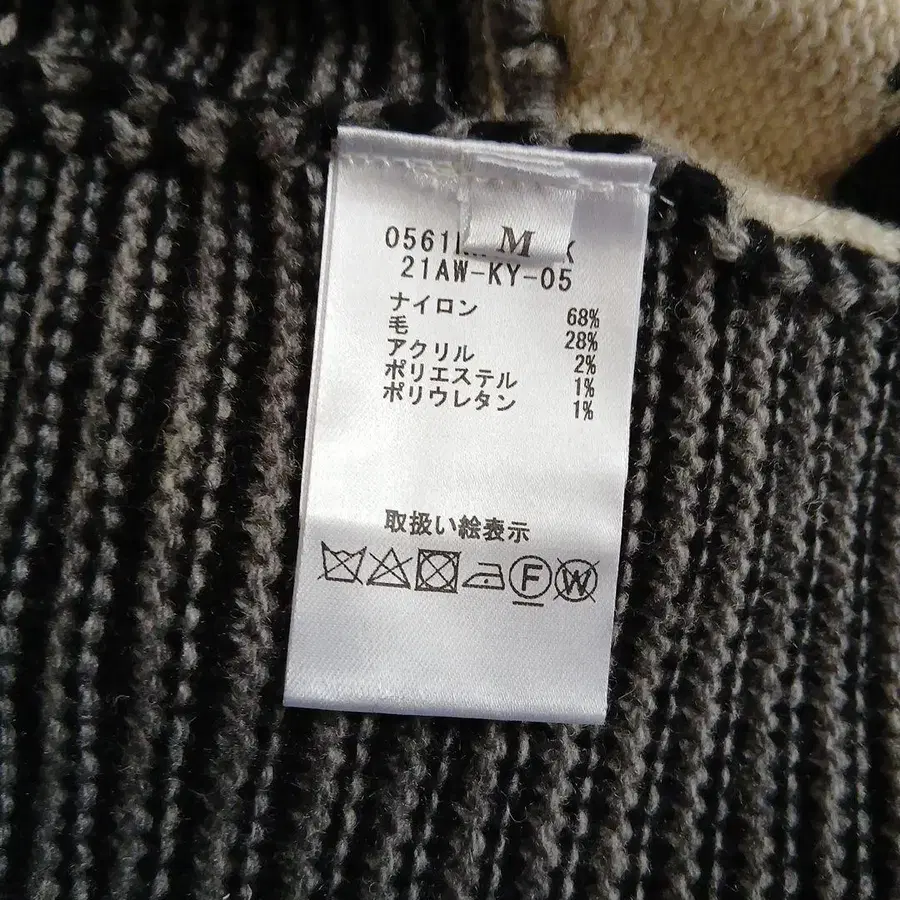 M
0561
21AW-KY-05
ナイロン 68%
毛 28%
アクリル 2%
ポリエステル 1%
ポリウレタン 1%
取扱い絵表示
F W